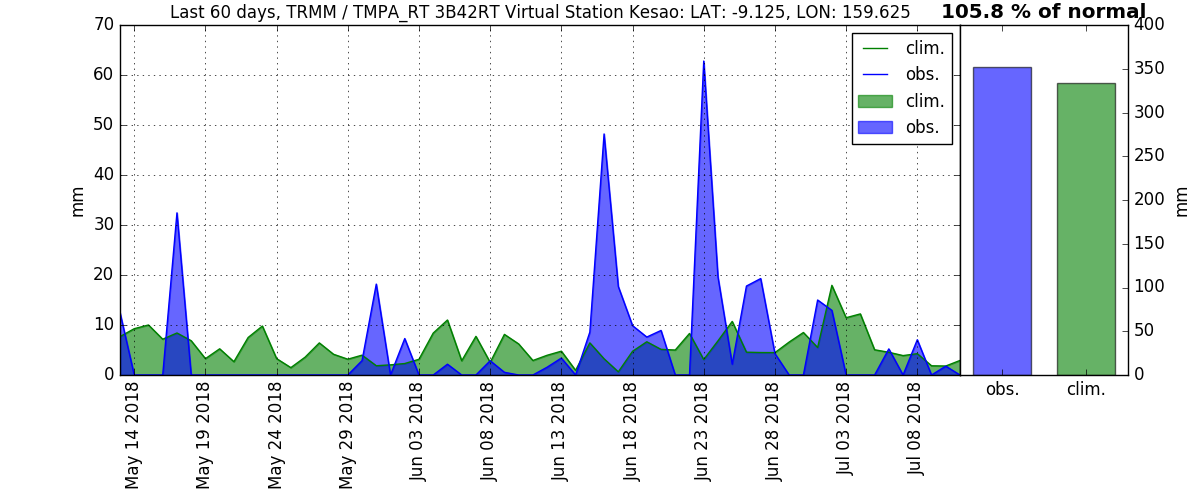 Last 60 days, TRMM / TMPA_RT 3B42RT Virtual Station Kesao: LAT: -9.125, LON: 159.625
105.8 % of normal
70
60
50
40
30
20
10
0
mm
clim.
obs.
clim.
obs.
400
350
300
250
200
150
100
50
0
mm
obs.
clim.
May 14 2018
May 19 2018
May 24 2018
May 29 2018
Jun 03 2018
Jun 08 2018
Jun 13 2018
Jun 18 2018
Jun 23 2018
Jun 28 2018
Jul 03 2018
Jul 08 2018